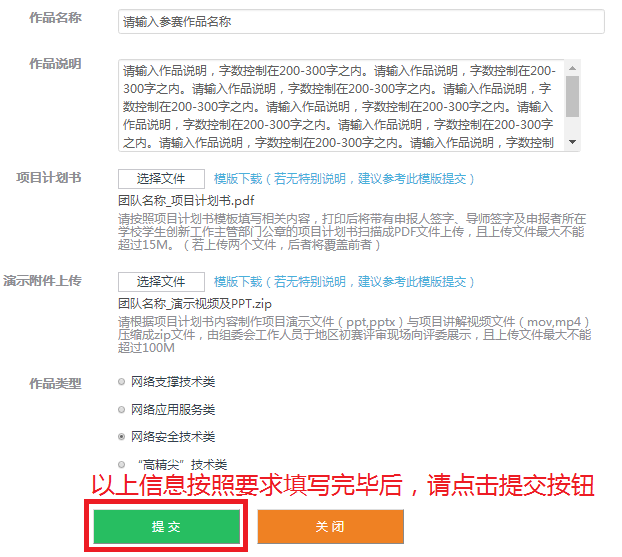 作品名称
请输入参赛作品名称
作品说明
请输入作品说明，字数控制在200-300字之内。请输入作品说明，字数控制在200-
300字之内。请输入作品说明，字数控制在200-300字之内。请输入作品说明，字
数控制在200-300字之内。请输入作品说明，字数控制在200-300字之内。请输入
作品说明，字数控制在200-300字之内。请输入作品说明，字数控制在200-300字
之内。请输入作品说明，字数控制在200-300字之内。请输入作品说明，字数控制
项目计划书
选择文件
模版下载（若无特别说明，建议参考此模版提交）
团队名称_项目计划书.pdf
请按照项目计划书模板填写相关内容，打印后将带有申报人签字、导师签字及申报者所在
学校学生创新工作主管部门公章的项目计划书扫描成PDF文件上传，且上传文件最大不能
超过15M。（若上传两个文件，后者将覆盖前者）
演示附件上传
选择文件
模版下载（若无特别说明，建议参考此模版提交）
团队名称_演示视频及PPT.zip
请根据项目计划书内容制作项目演示文件（ppt,pptx）与项目讲解视频文件（mov,mp4）
压缩成zip文件，由组委会工作人员于地区初赛评审现场向评委展示，且上传文件最大不能
超过100M
作品类型
网络支撑技术类
网络应用服务类
网络安全技术类
“高精尖”技术类
以上信息按照要求填写完毕后，请点击提交按钮
提 交
关 闭